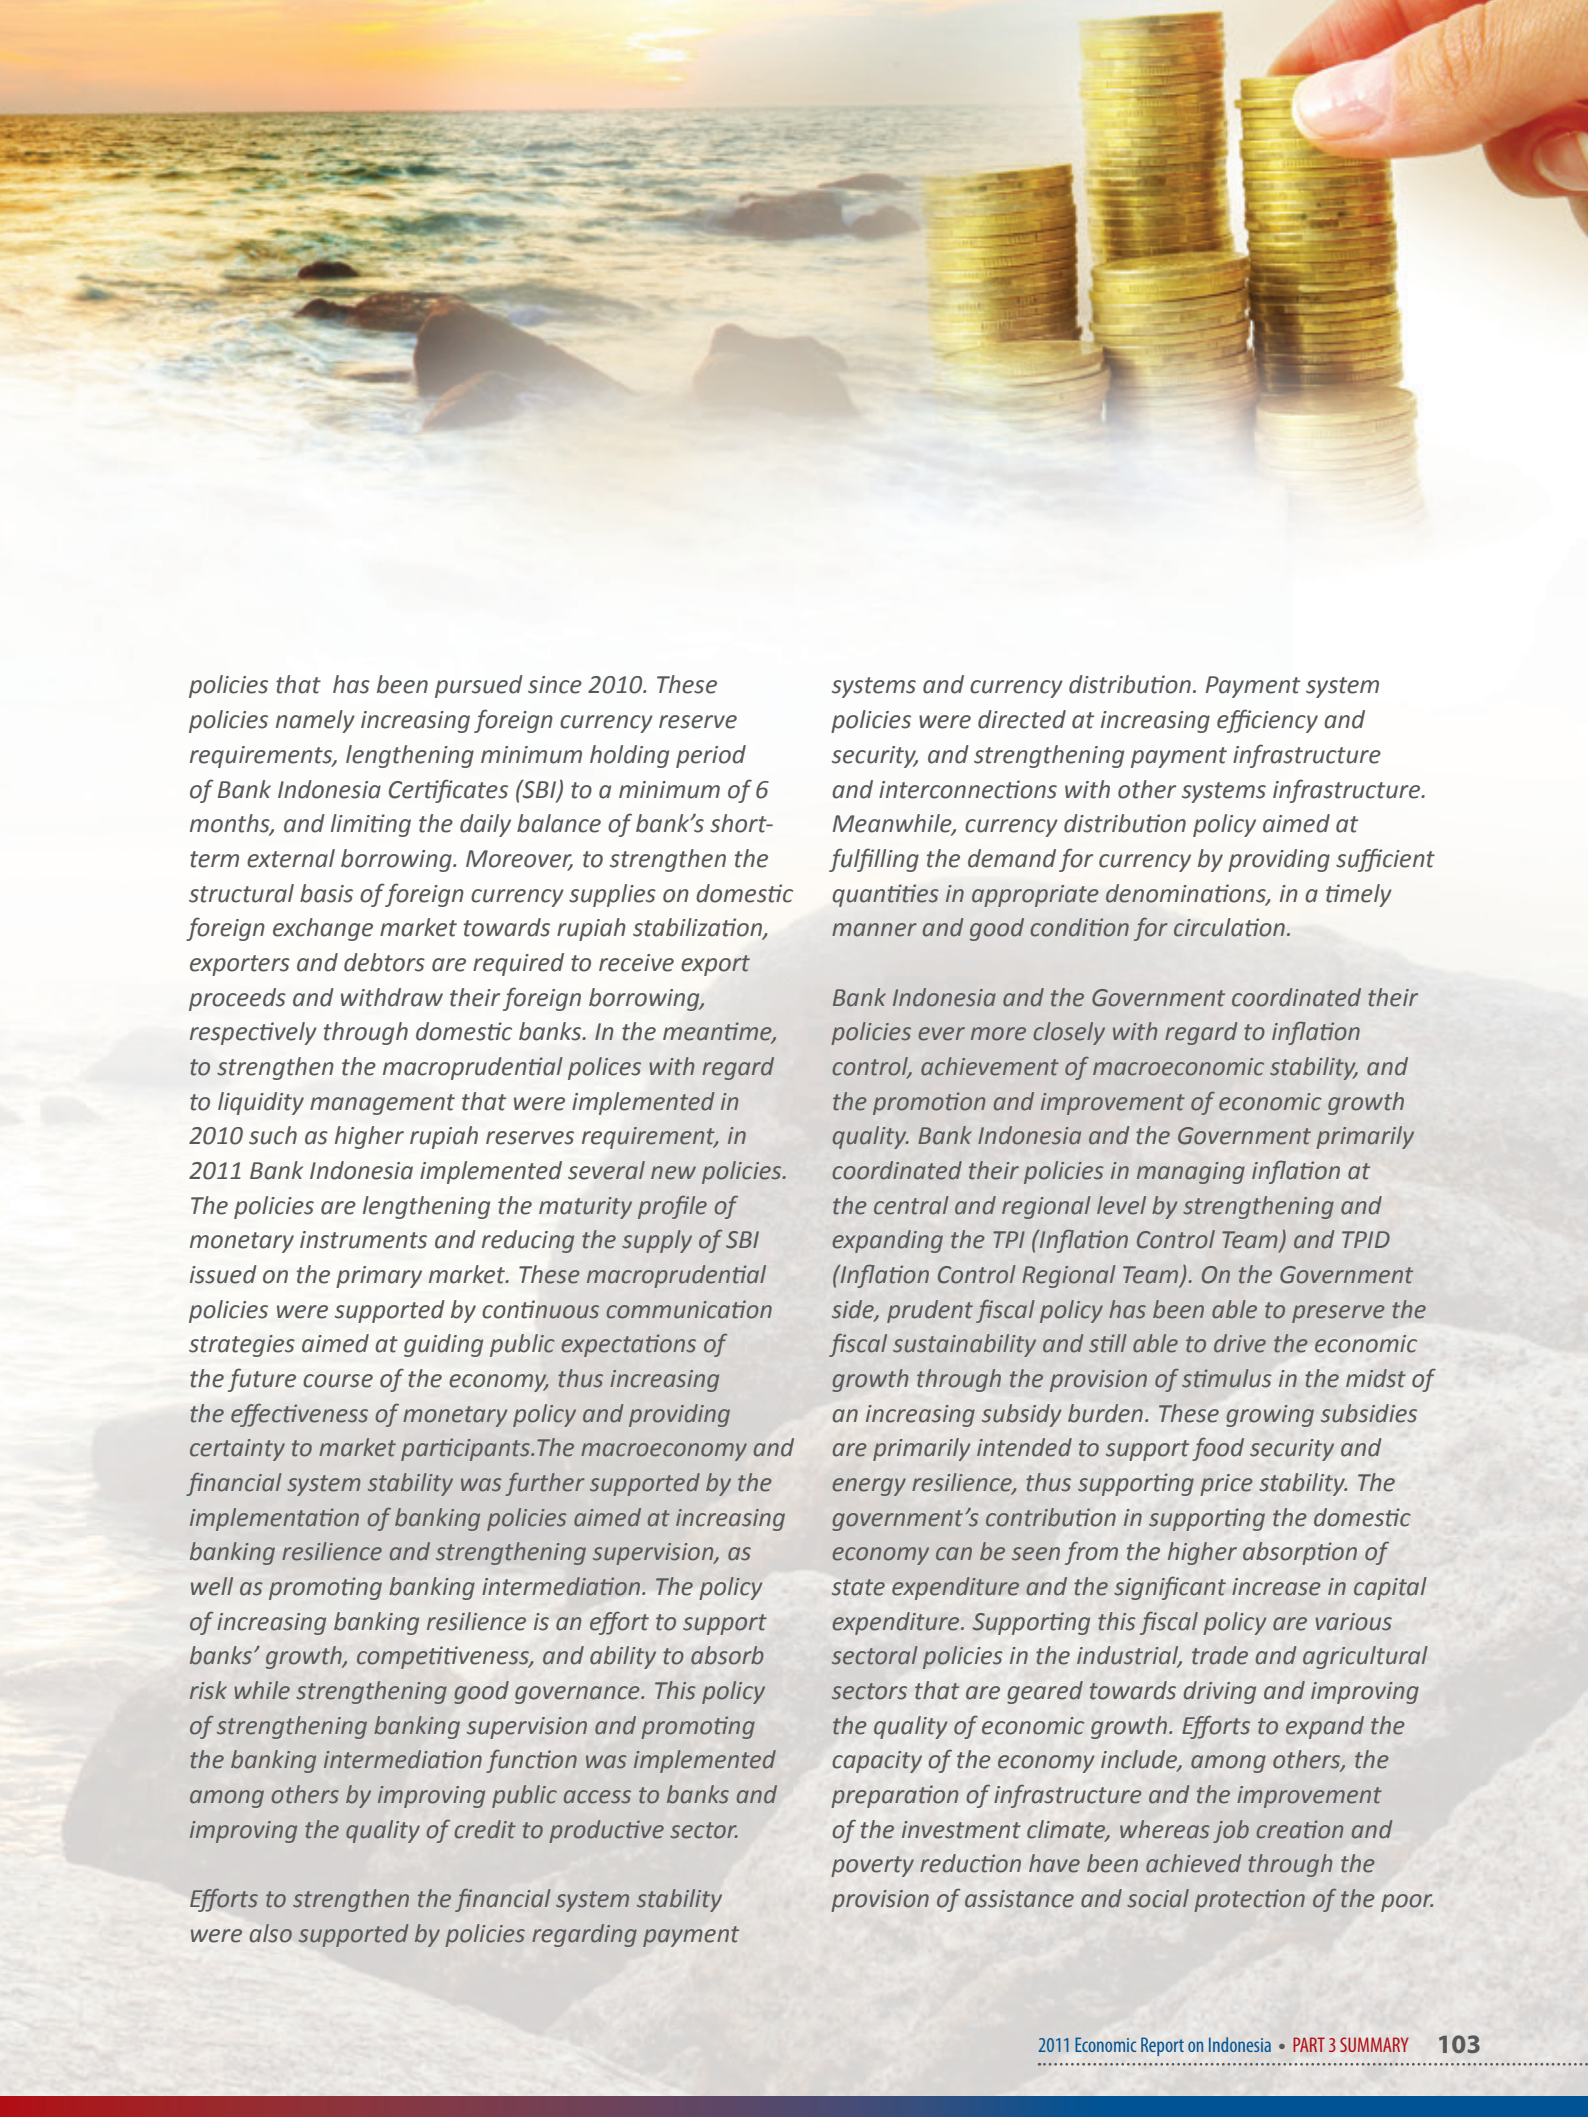 policies that  has been pursued since 2010. These
policies namely increasing foreign currency reserve
requirements, lengthening minimum holding period
of Bank Indonesia Certificates (SBI) to a minimum of 6
months, and limiting the daily balance of bank's short-
term external borrowing. Moreover, to strengthen the
structural basis of foreign currency supplies on domestic
foreign exchange market towards rupiah stabilization,
exporters and debtors are required to receive export
proceeds and withdraw their foreign borrowing,
respectively through domestic banks. In the meantime,
to strengthen the macroprudential polices with regard
to liquidity management that were implemented in
2010 such as higher rupiah reserves requirement, in
2011 Bank Indonesia implemented several new policies.
The policies are lengthening the maturity profile of
monetary instruments and reducing the supply of SBI
issued on the primary market. These macroprudential
policies were supported by continuous communication
strategies aimed at guiding public expectations of
the future course of the economy, thus increasing
the effectiveness of monetary policy and providing
certainty to market participants.The macroeconomy and
financial system stability was further supported by the
implementation of banking policies aimed at increasing
banking resilience and strengthening supervision, as
well as promoting banking intermediation. The policy
of increasing banking resilience is an effort to support
banks' growth, competitiveness, and ability to absorb
risk while strengthening good governance. This policy
of strengthening banking supervision and promoting
the banking intermediation function was implemented
among others by improving public access to banks and
improving the quality of credit to productive sector.
Efforts to strengthen the financial system stability
were also supported by policies regarding payment
systems and currency distribution. Payment system
policies were directed at increasing efficiency and
security, and strengthening payment infrastructure
and interconnections with other systems infrastructure.
Meanwhile, currency distribution policy aimed at
fulfilling the demand for currency by providing sufficient
quantities in appropriate denominations, in a timely
manner and good condition for circulation.
Bank Indonesia and the Government coordinated their
policies ever more closely with regard to inflation
control, achievement of macroeconomic stability, and
the promotion and improvement of economic growth
quality. Bank Indonesia and the Government primarily
coordinated their policies in managing inflation at
the central and regional level by strengthening and
expanding the TPI (Inflation Control Team) and TPID
(Inflation Control Regional Team). On the Government
side, prudent fiscal policy has been able to preserve the
fiscal sustainability and still able to drive the economic
growth through the provision of stimulus in the midst of
an increasing subsidy burden. These growing subsidies
are primarily intended to support food security and
energy resilience, thus supporting price stability. The
government's contribution in supporting the domestic
economy can be seen from the higher absorption of
state expenditure and the significant increase in capital
expenditure. Supporting this fiscal policy are various
sectoral policies in the industrial, trade and agricultural
sectors that are geared towards driving and improving
the quality of economic growth. Efforts to expand the
capacity of the economy include, among others, the
preparation of infrastructure and the improvement
of the investment climate, whereas job creation and
poverty reduction have been achieved through the
provision of assistance and social protection of the poor.
2011 Economic Report on Indonesia • PART 3 SUMMARY 103